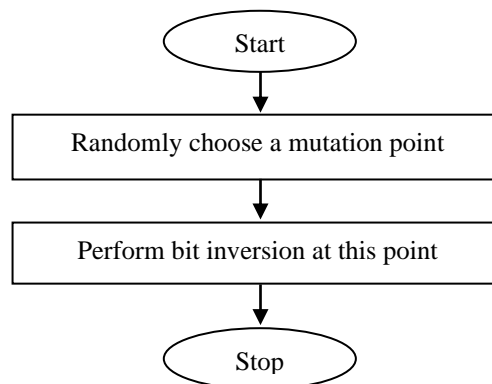 Start
Randomly choose a mutation point
Perform bit inversion at this point
Stop